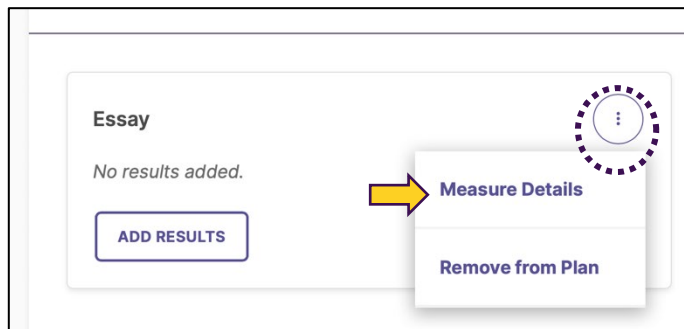 Essay
No results added.
ADD RESULTS
Measure Details
Remove from Plan